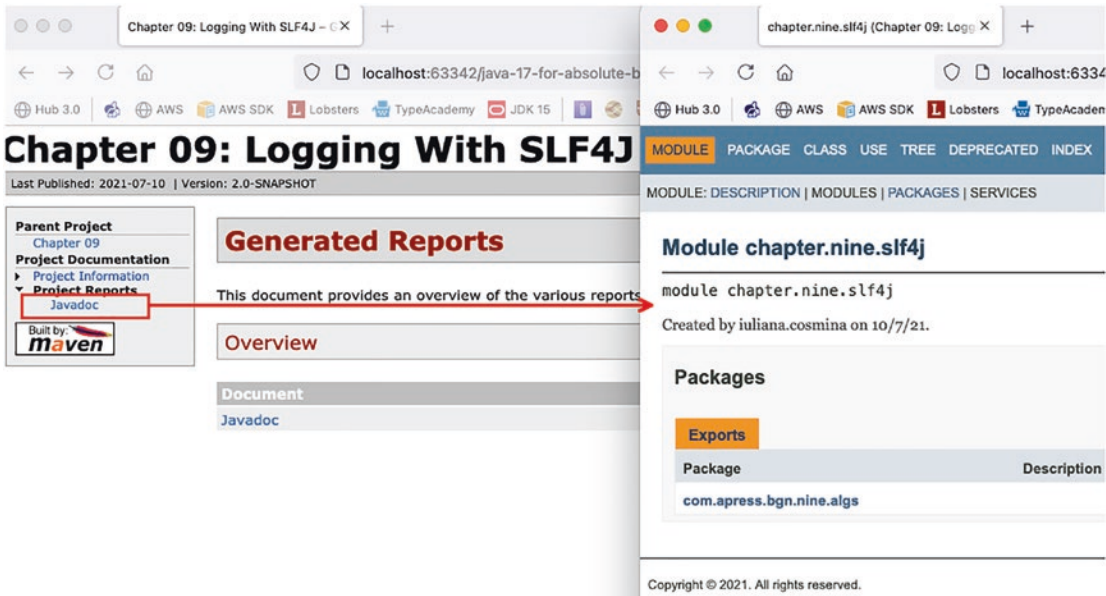 Chapter 09: Logging With SLF4J – G
localhost:63342/java-17-for-absolute-b
Hub 3.0 AWS AWS SDK Lobsters TypeAcademy JDK 15
Chapter 09: Logging With SLF4J
Last Published: 2021-07-10 | Version: 2.0-SNAPSHOT
Parent Project
Chapter 09
Project Documentation
Project Information
Project Reports
Javadoc
Built by:
maven
Generated Reports
This document provides an overview of the various reports
Overview
Document
Javadoc
chapter.nine.slf4j (Chapter 09: Logg
localhost:6334
Hub 3.0 AWS AWS SDK Lobsters TypeAcadem
MODULE PACKAGE CLASS USE TREE DEPRECATED INDEX
MODULE: DESCRIPTION | MODULES | PACKAGES | SERVICES
Module chapter.nine.slf4j
module chapter.nine.slf4j
Created by iuliana.cosmina on 10/7/21.
Packages
Exports
Package Description
com.apress.bgn.nine.algs
Copyright © 2021. All rights reserved.